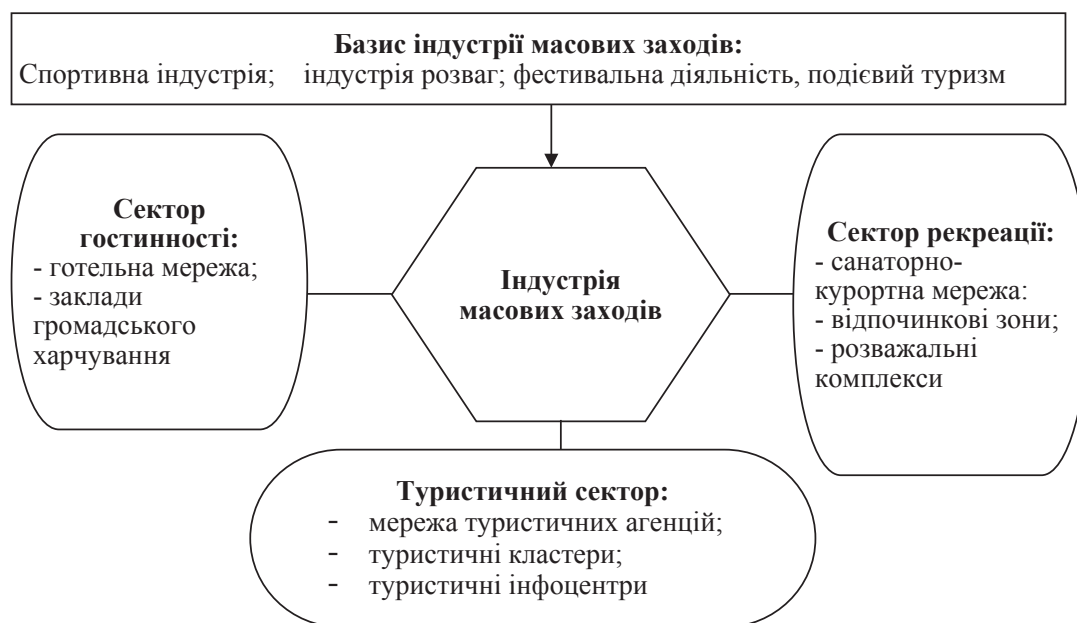 Базис індустрії масових заходів:
Спортивна індустрія; індустрія розваг; фестивальна діяльність, подієвий туризм
Сектор
гостинності:
- готельна мережа;
- заклади
громадського
харчування
Індустрія
масових заходів
Сектор рекреації:
- санаторно-
курортна мережа:
- відпочинкові зони;
- розважальні
комплекси
Туристичний сектор:
- мережа туристичних агенцій;
- туристичні кластери;
- туристичні інфоцентри